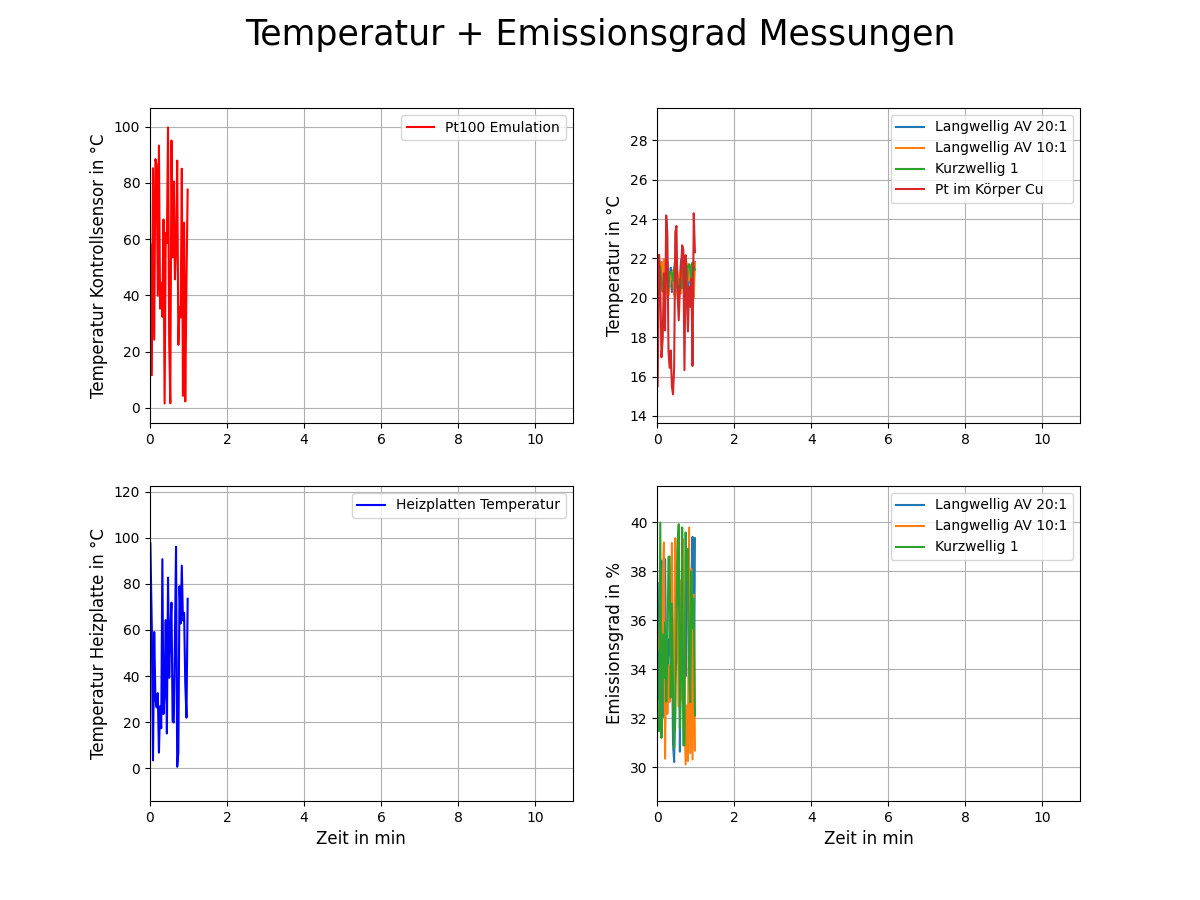 Temperatur + Emissionsgrad Messungen
Temperatur Kontrollsensor in °C
100
80
60
40
20
0
0 2 4 6 8 10
Pt100 Emulation
Temperatur in °C
28
26
24
22
20
18
16
14
0 2 4 6 8 10
Langwellig AV 20:1
Langwellig AV 10:1
Kurzwellig 1
Pt im Körper Cu
Temperatur Heizplatte in °C
120
100
80
60
40
20
0
0 2 4 6 8 10
Zeit in min
Heizplatten Temperatur
Emissionsgrad in %
40
38
36
34
32
30
0 2 4 6 8 10
Zeit in min
Langwellig AV 20:1
Langwellig AV 10:1
Kurzwellig 1